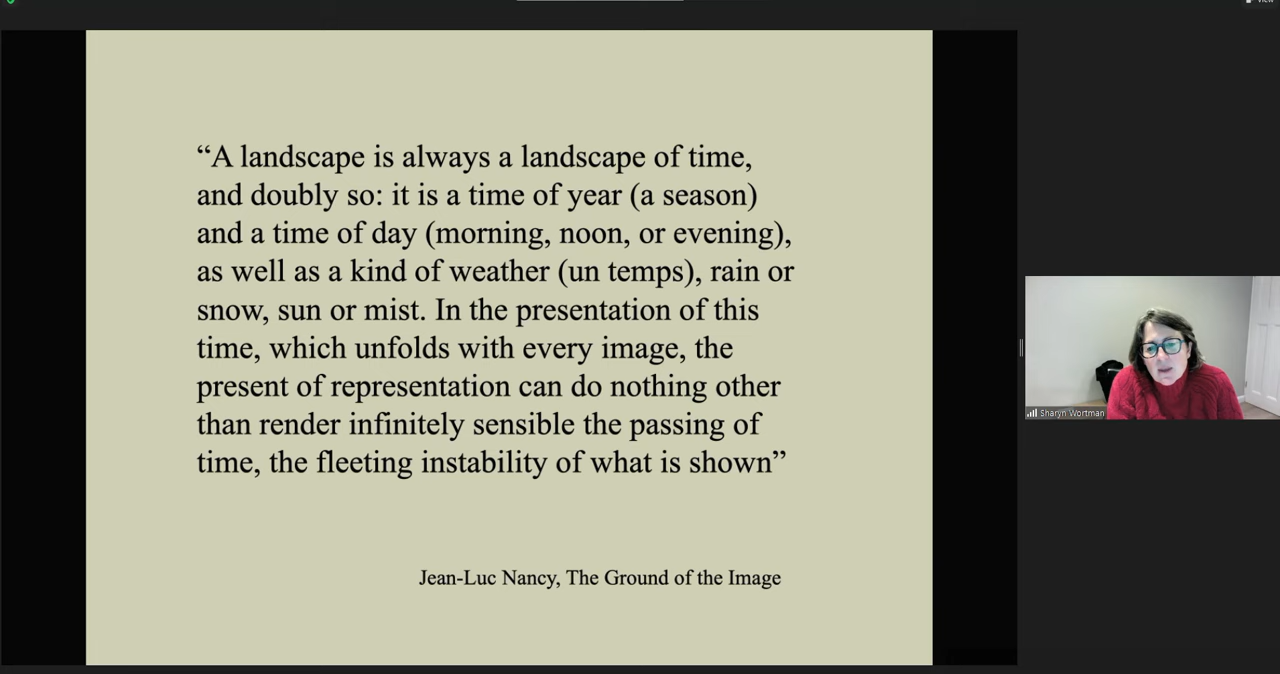 “A landscape is always a landscape of time,
and doubly so: it is a time of year (a season)
and a time of day (morning, noon, or evening),
as well as a kind of weather (un temps), rain or
snow, sun or mist. In the presentation of this
time, which unfolds with every image, the
present of representation can do nothing other
than render infinitely sensible the passing of
time, the fleeting instability of what is shown”
Jean-Luc Nancy, The Ground of the Image
Sharyn Wortman